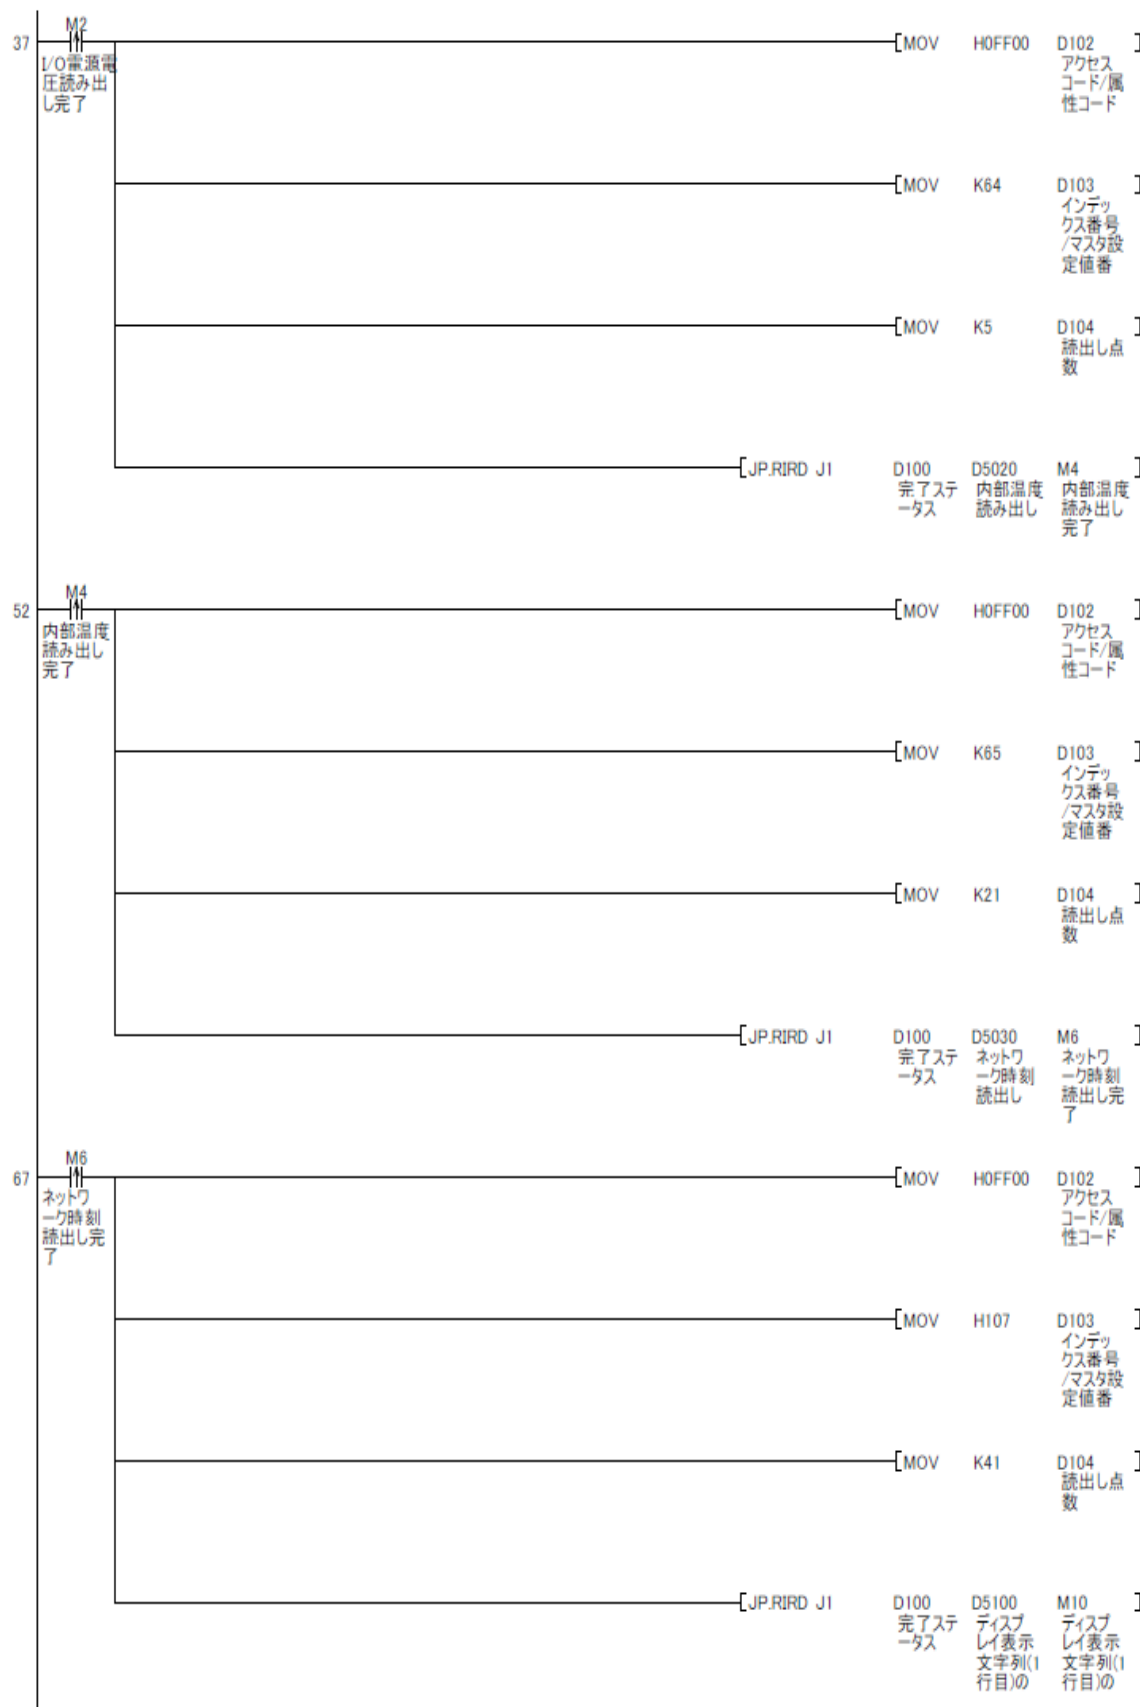 M2
37
[MOV H0FF00 D102 ]
I/O電源電
圧読み出
し完了
アクセス
コード/属
性コード
[MOV K64 D103 ]
インデッ
クス番号
/マスタ設
定値番
[MOV K5 D104 ]
読出し点
数
[JP.RIRD J1 D100 D5020 M4 ]
完了ステ
ータス
内部温度
読み出し
内部温度
読み出し
完了
M4
52
[MOV H0FF00 D102 ]
内部温度
読み出し
完了
アクセス
コード/属
性コード
[MOV K65 D103 ]
インデッ
クス番号
/マスタ設
定値番
[MOV K21 D104 ]
読出し点
数
[JP.RIRD J1 D100 D5030 M6 ]
完了ステ
ータス
ネットワ
ーク時刻
読出し
ネットワ
ーク時刻
読出し完
了
M6
67
[MOV H0FF00 D102 ]
ネットワ
ーク時刻
読出し完
了
アクセス
コード/属
性コード
[MOV H107 D103 ]
インデッ
クス番号
/マスタ設
定値番
[MOV K41 D104 ]
読出し点
数
[JP.RIRD J1 D100 D5100 M10 ]
完了ステ
ータス
ディスプ
レイ表示
文字列(1
行目)の
ディスプ
レイ表示
文字列(1
行目)の